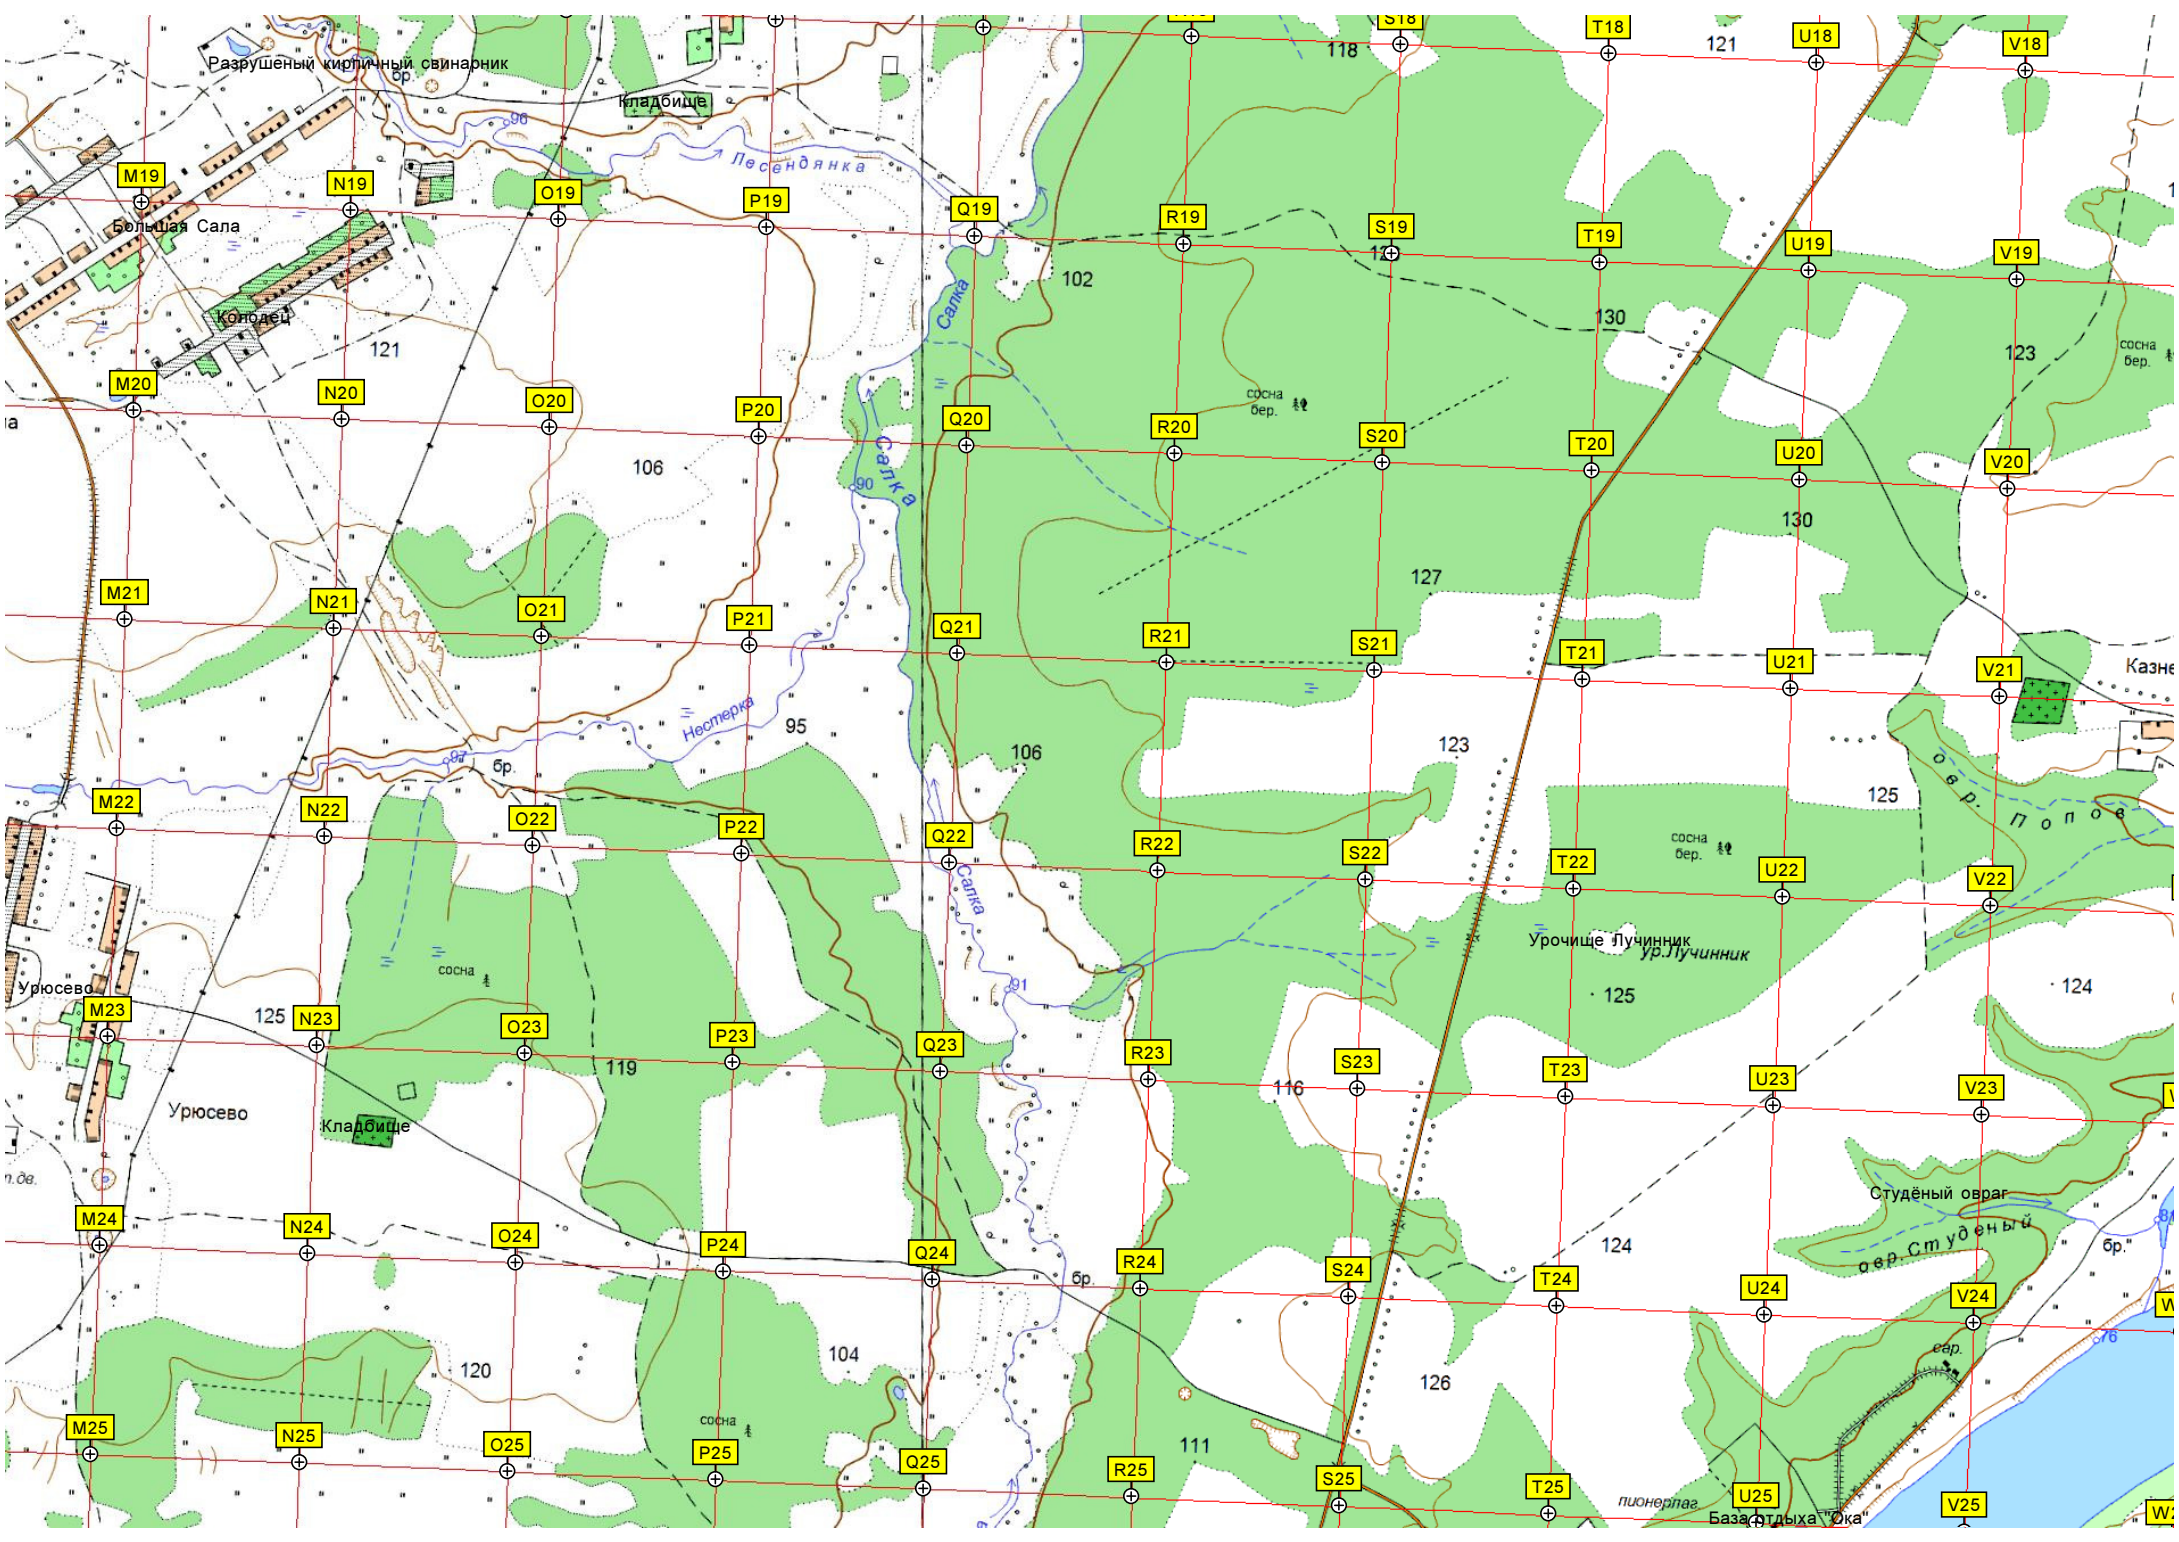 S18
T18
U18
V18
118
121
Разрушеный кирпичный свинарник
бр.
Кладбище
96
Лесендянка
M19
N19
O19
P19
Q19
R19
S19
T19
U19
V19
Большая Сала
102
Салка
Колодец
121
130
123
сосна
бер.
M20
N20
O20
P20
Q20
R20
S20
T20
U20
V20
сосна
бер.
106
90
Салка
130
127
M21
N21
O21
P21
Q21
R21
S21
T21
U21
V21
Нестерка
95
97
бр.
106
123
125
овр. Попов
M22
N22
O22
P22
Q22
R22
S22
T22
U22
V22
сосна
бер.
Салка
Урочище Лучинник
ур.Лучинник
сосна
91
125
124
Урюсево
M23
N23
O23
P23
Q23
R23
S23
T23
U23
V23
125
119
116
Урюсево
Кладбище
Студёный овраг
овр.Студеный
бр.
M24
N24
O24
P24
Q24
R24
S24
T24
U24
V24
124
бр.
76
сар.
120
104
126
сосна
111
M25
N25
O25
P25
Q25
R25
S25
T25
U25
V25
пионерлаг
База отдыха "Ока"